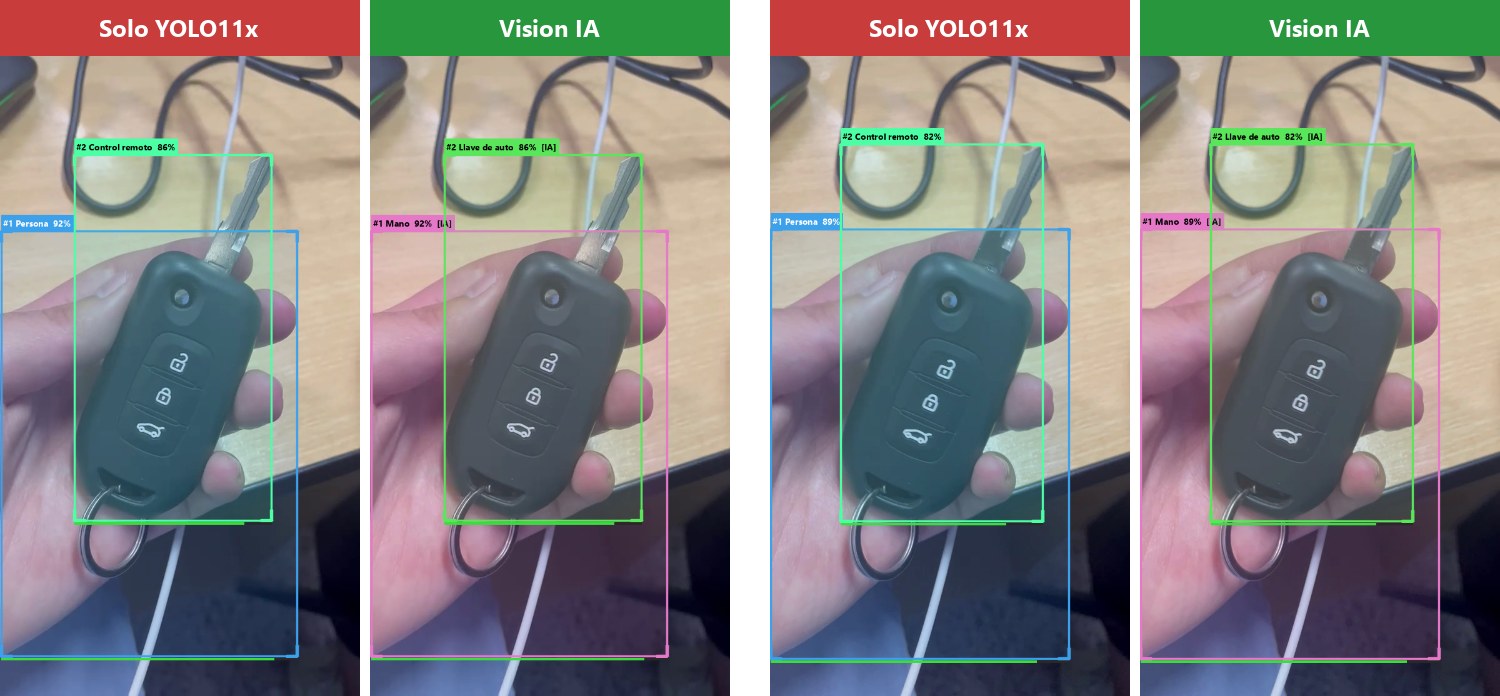 Solo YOLO11x
Vision IA
Solo YOLO11x
Vision IA
#2 Control remoto 86%
#1 Persona 92%
#2 Llave de auto 86% [IA]
#1 Mano 92% [IA]
#2 Control remoto 82%
#1 Persona 89%
#2 Llave de auto 82% [IA]
#1 Mano 89% [IA]